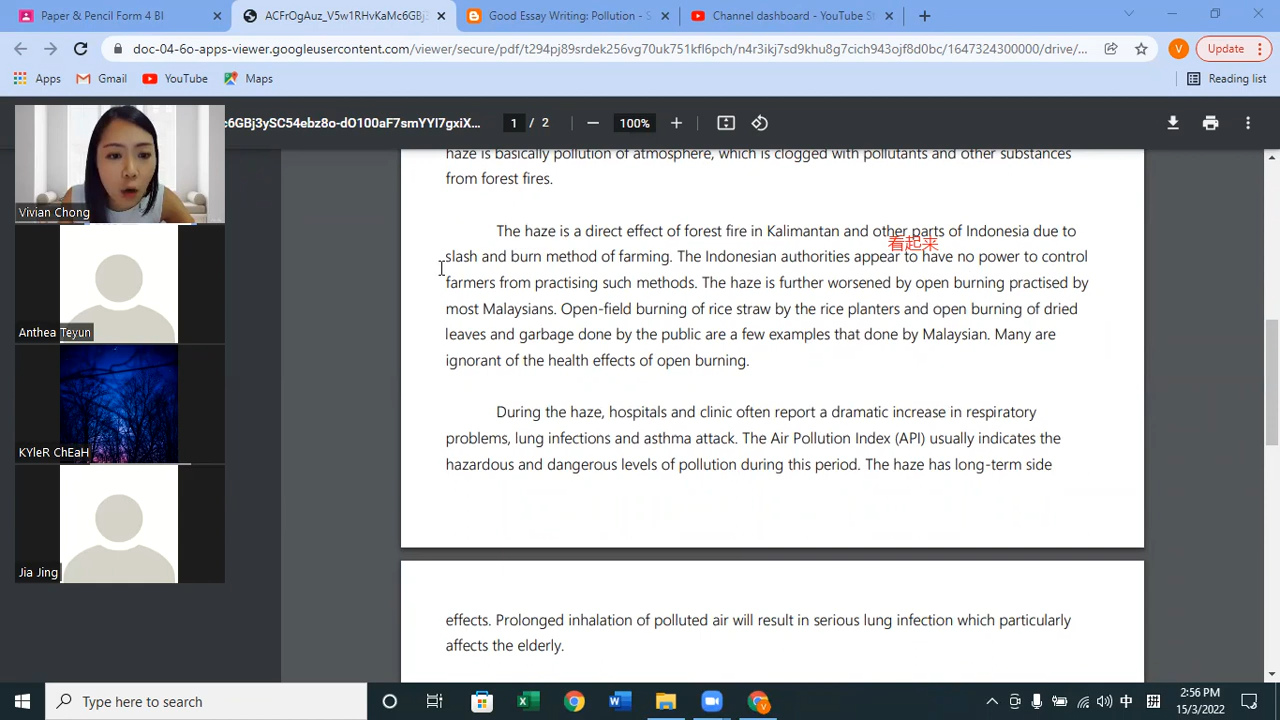 Paper & Pencil Form 4 BI
ACFrOgAuz_V5w1RHvKaMc6GBj3
Good Essay Writing: Pollution - S
Channel dashboard - YouTube St
doc-04-6o-apps-viewer.googleusercontent.com/viewer/secure/pdf/t294pj89srdek256vg70uk751kfl6pch/n4r3ikj7sd9khu8g7cich943ojf8d0bc/1647324300000/drive/...
V
Update
Apps
Gmail
YouTube
Maps
Reading list
c6GBj3ySC54ebz8o-dO100aF7smYYI7gxiX...
1 / 2
100%
haze is basically pollution of atmosphere, which is clogged with pollutants and other substances
from forest fires.
The haze is a direct effect of forest fire in Kalimantan and other parts of Indonesia due to
看起来
slash and burn method of farming. The Indonesian authorities appear to have no power to control
farmers from practising such methods. The haze is further worsened by open burning practised by
most Malaysians. Open-field burning of rice straw by the rice planters and open burning of dried
leaves and garbage done by the public are a few examples that done by Malaysian. Many are
ignorant of the health effects of open burning.
During the haze, hospitals and clinic often report a dramatic increase in respiratory
problems, lung infections and asthma attack. The Air Pollution Index (API) usually indicates the
hazardous and dangerous levels of pollution during this period. The haze has long-term side
effects. Prolonged inhalation of polluted air will result in serious lung infection which particularly
affects the elderly.
Vivian Chong
Anthea Teyun
KYleR ChEaH
Jia Jing
Type here to search
中
拼
2:56 PM
15/3/2022